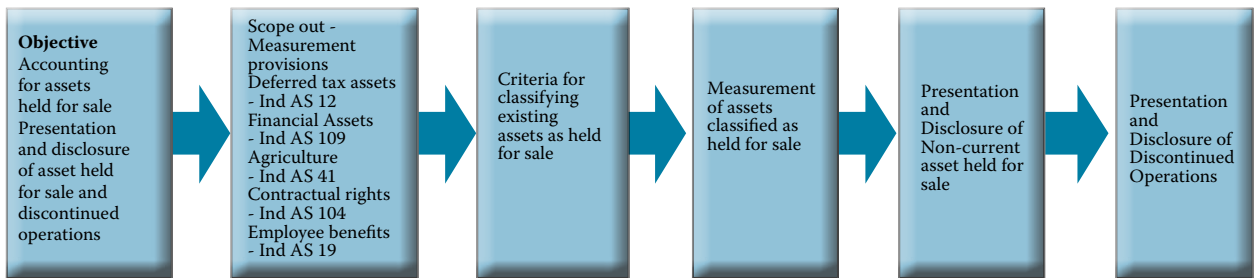 Objective
Accounting
for assets
held for sale
Presentation
and disclosure
of asset held
for sale and
discontinued
operations
Scope out -
Measurement
provisions
Deferred tax assets
- Ind AS 12
Financial Assets
- Ind AS 109
Agriculture
- Ind AS 41
Contractual rights
- Ind AS 104
Employee benefits
- Ind AS 19
Criteria for
classifying
existing
assets as held
for sale
Measurement
of assets
classified as
held for sale
Presentation
and
Disclosure of
Non-current
asset held for
sale
Presentation
and
Disclosure of
Discontinued
Operations